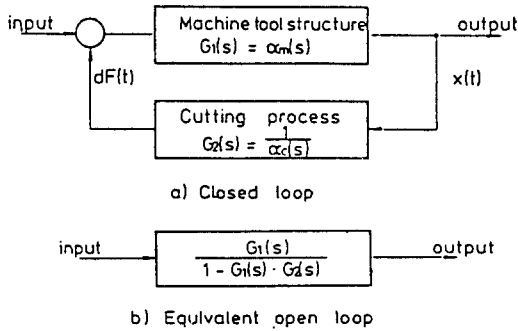 input
Machine tool structure
G₁(s) = αₘ(s)
output
dF(t)
x(t)
Cutting process
G₂(s) = 1/αc(s)
a) Closed loop
input
G₁(s)
1 - G₁(s) · G₂(s)
output
b) Equivalent open loop